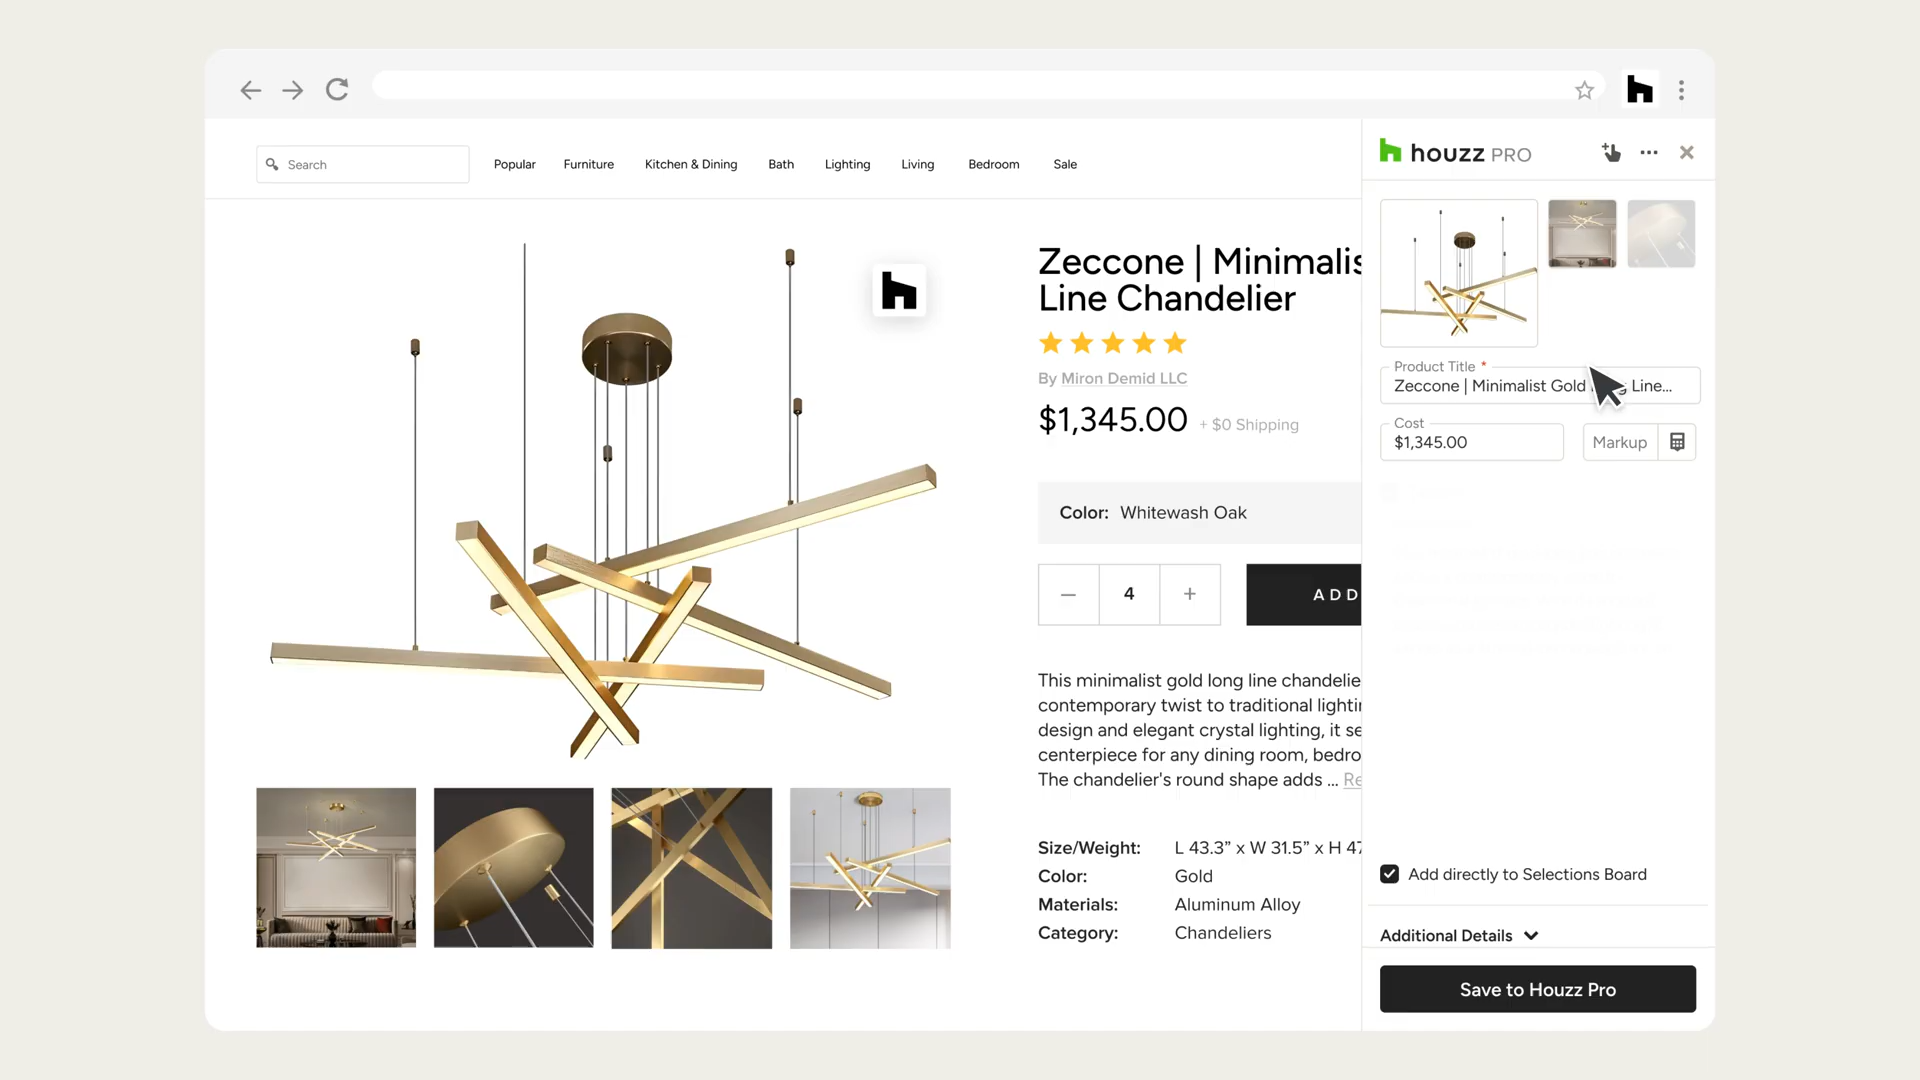 Search
Popular
Furniture
Kitchen & Dining
Bath
Lighting
Living
Bedroom
Sale
Zeccone | Minimalis
Line Chandelier
By Miron Demid LLC
$1,345.00 + $0 Shipping
Color: Whitewash Oak
— 4 +
ADD
This minimalist gold long line chandelie
contemporary twist to traditional lightin
design and elegant crystal lighting, it se
centerpiece for any dining room, bedro
The chandelier's round shape adds ... Re
Size/Weight: L 43.3” x W 31.5” x H 47
Color: Gold
Materials: Aluminum Alloy
Category: Chandeliers
houzz PRO
Product Title *
Zeccone | Minimalist Gold Line...
Cost
$1,345.00
Markup
Add directly to Selections Board
Additional Details
Save to Houzz Pro